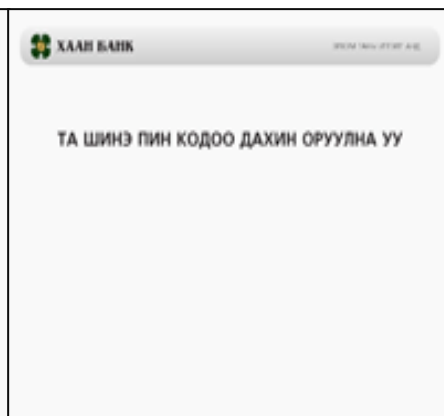 ХААН БАНК
ТА ШИНЭ ПИН КОДОО ДАХИН ОРУУЛНА УУ